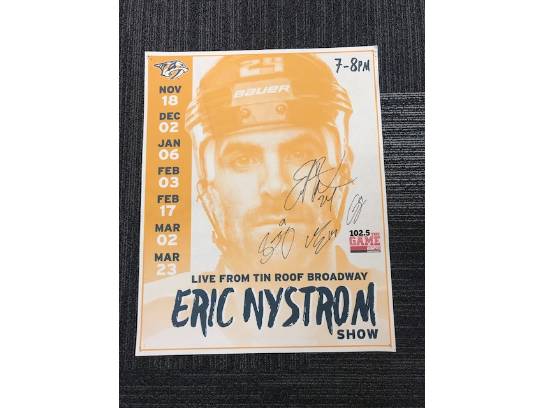 24
BAUER
7-8PM
NOV
18
DEC
02
JAN
06
FEB
03
FEB
17
MAR
02
MAR
23
102.5 THE
GAME
LIVE FROM TIN ROOF BROADWAY
ERIC NYSTROM
SHOW